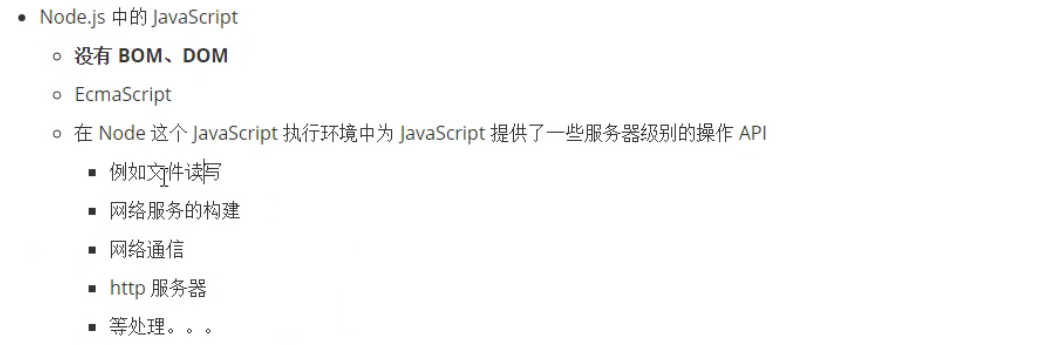 Node.js 中的 JavaScript
没有 BOM、DOM
EcmaScript
在 Node 这个 JavaScript 执行环境中为 JavaScript 提供了一些服务器级别的操作 API
例如文件读写
网络服务的构建
网络通信
http 服务器
等处理。。。